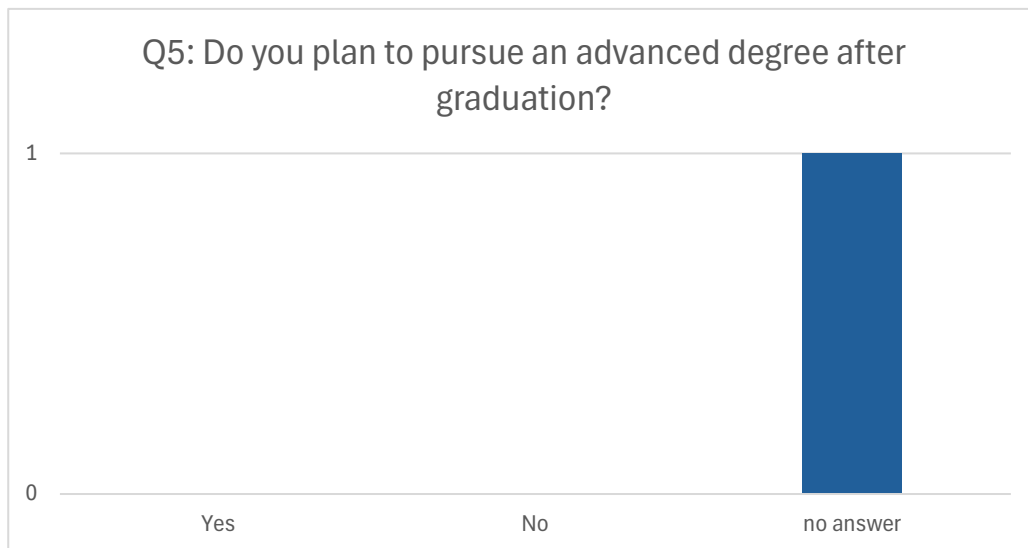 Q5: Do you plan to pursue an advanced degree after
graduation?
1
0
Yes No no answer